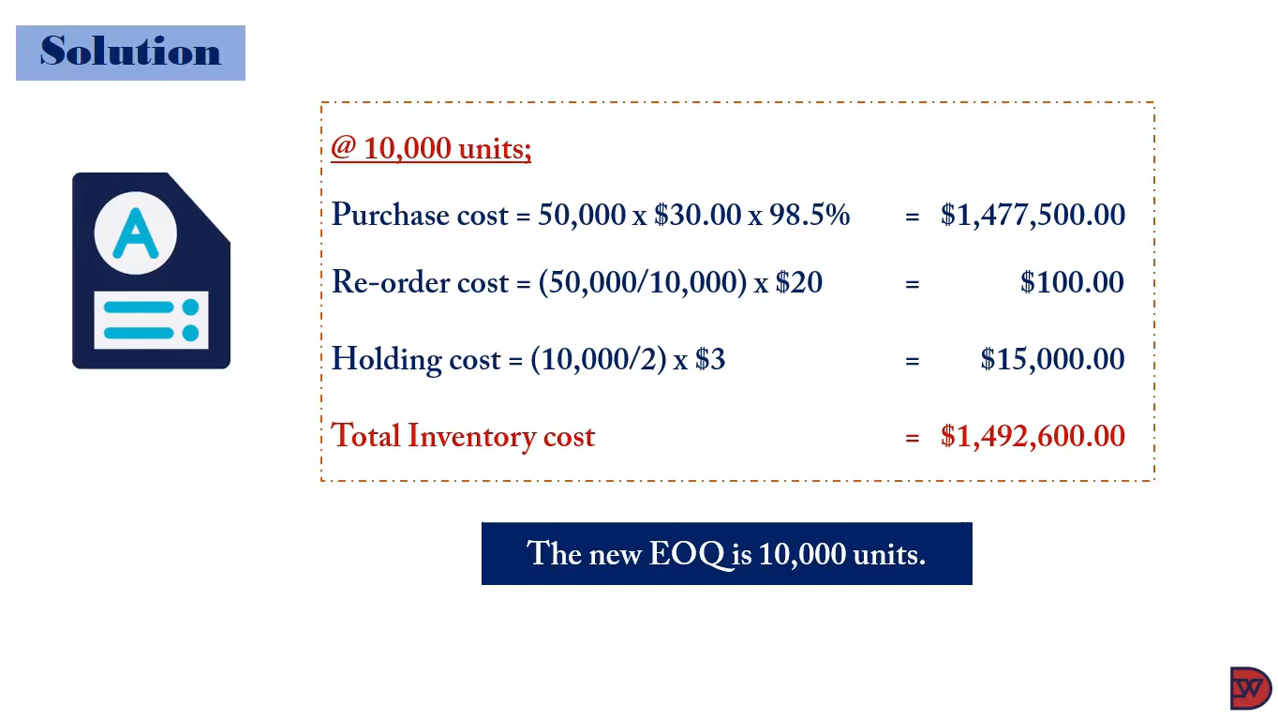 Solution
@ 10,000 units;
Purchase cost = 50,000 x $30.00 x 98.5% = $1,477,500.00
Re-order cost = (50,000/10,000) x $20 = $100.00
Holding cost = (10,000/2) x $3 = $15,000.00
Total Inventory cost = $1,492,600.00
The new EOQ is 10,000 units.
A
DW